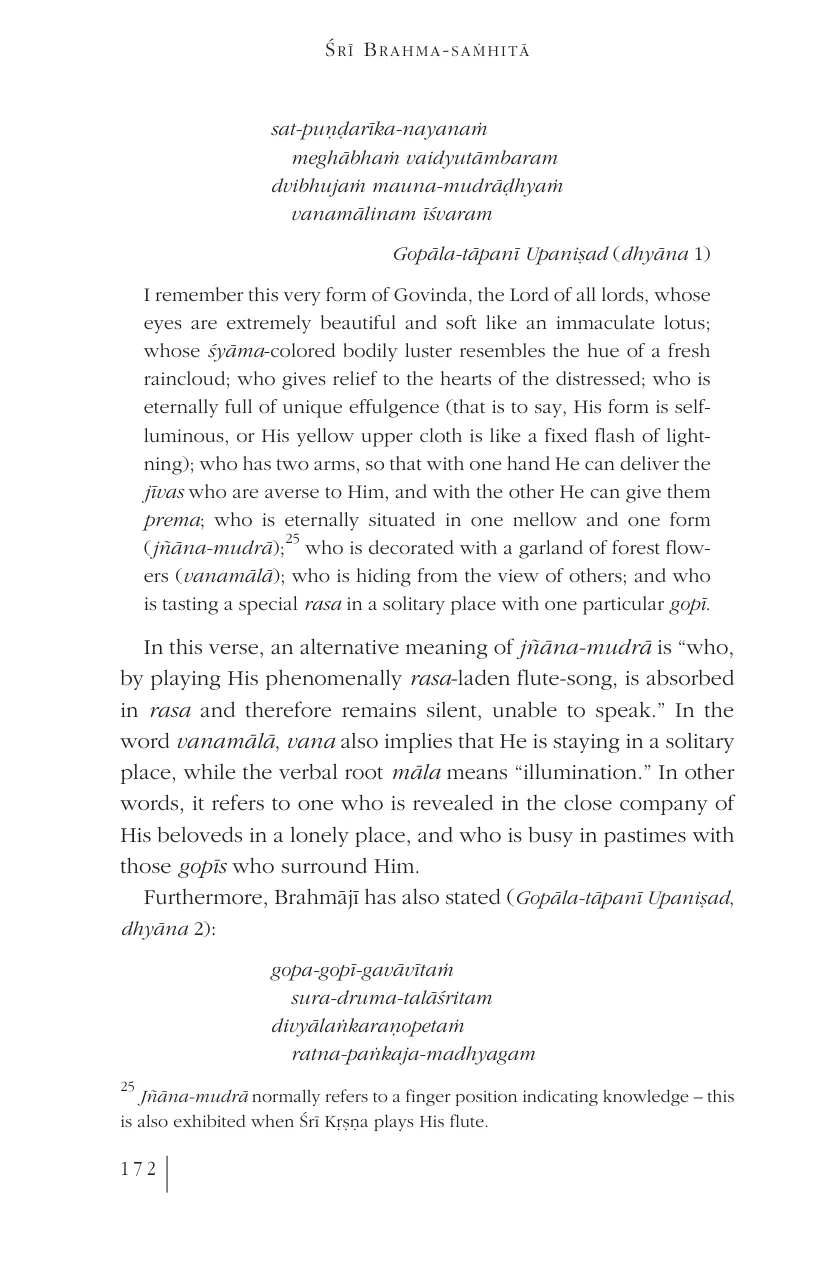 Śrī Brahma-saṁhitā
sat-puṇḍarīka-nayanaṁ
meghābhaṁ vaidyutāmbaram
dvibhujaṁ mauna-mudrāḍhyaṁ
vanamālinam īśvaram
Gopāla-tāpanī Upaniṣad (dhyāna 1)
I remember this very form of Govinda, the Lord of all lords, whose
eyes are extremely beautiful and soft like an immaculate lotus;
whose śyāma-colored bodily luster resembles the hue of a fresh
raincloud; who gives relief to the hearts of the distressed; who is
eternally full of unique effulgence (that is to say, His form is self-
luminous, or His yellow upper cloth is like a fixed flash of light-
ning); who has two arms, so that with one hand He can deliver the
jīvas who are averse to Him, and with the other He can give them
prema; who is eternally situated in one mellow and one form
(jñāna-mudrā);25 who is decorated with a garland of forest flow-
ers (vanamālā); who is hiding from the view of others; and who
is tasting a special rasa in a solitary place with one particular gopī.
In this verse, an alternative meaning of jñāna-mudrā is “who,
by playing His phenomenally rasa-laden flute-song, is absorbed
in rasa and therefore remains silent, unable to speak.” In the
word vanamālā, vana also implies that He is staying in a solitary
place, while the verbal root māla means “illumination.” In other
words, it refers to one who is revealed in the close company of
His beloveds in a lonely place, and who is busy in pastimes with
those gopīs who surround Him.
Furthermore, Brahmājī has also stated (Gopāla-tāpanī Upaniṣad,
dhyāna 2):
gopa-gopī-gavāvītaṁ
sura-druma-talāśritam
divyālaṅkaraṇopetaṁ
ratna-paṅkaja-madhyagam
25 Jñāna-mudrā normally refers to a finger position indicating knowledge – this
is also exhibited when Śrī Kṛṣṇa plays His flute.
172